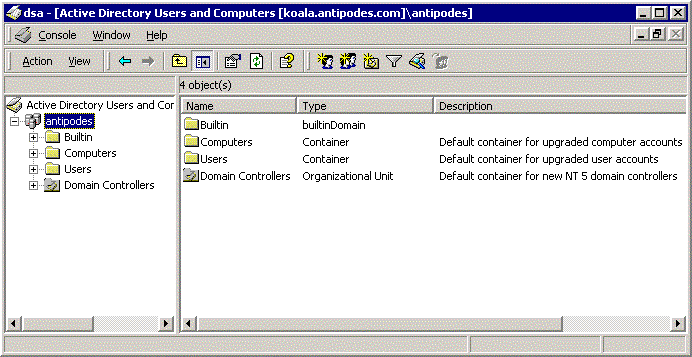 dsa - [Active Directory Users and Computers [koala.antipodes.com]\antipodes]
Console Window Help
Action View
4 object(s)
Active Directory Users and Cor
antipodes
Builtin
Computers
Users
Domain Controllers
Name Type Description
Builtin builtinDomain
Computers Container Default container for upgraded computer accounts
Users Container Default container for upgraded user accounts
Domain Controllers Organizational Unit Default container for new NT 5 domain controllers